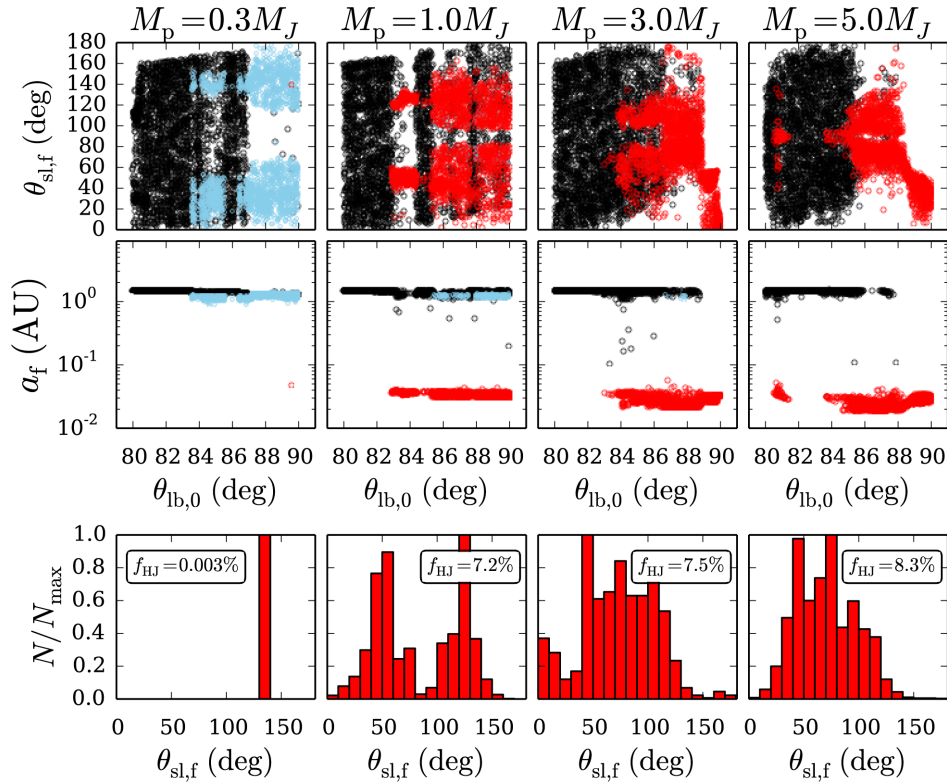 M_p=0.3M_J M_p=1.0M_J M_p=3.0M_J M_p=5.0M_J
θ_sl,f (deg)
180
160
140
120
100
80
60
40
20
0
a_f (AU)
10^0
10^-1
10^-2
80 82 84 86 88 90 80 82 84 86 88 90 80 82 84 86 88 90 80 82 84 86 88 90
θ_lb,0 (deg) θ_lb,0 (deg) θ_lb,0 (deg) θ_lb,0 (deg)
N/N_max
1.0
0.8
0.6
0.4
0.2
0.0
f_HJ=0.003% f_HJ=7.2% f_HJ=7.5% f_HJ=8.3%
0 50 100 150 0 50 100 150 0 50 100 150 0 50 100 150
θ_sl,f (deg) θ_sl,f (deg) θ_sl,f (deg) θ_sl,f (deg)